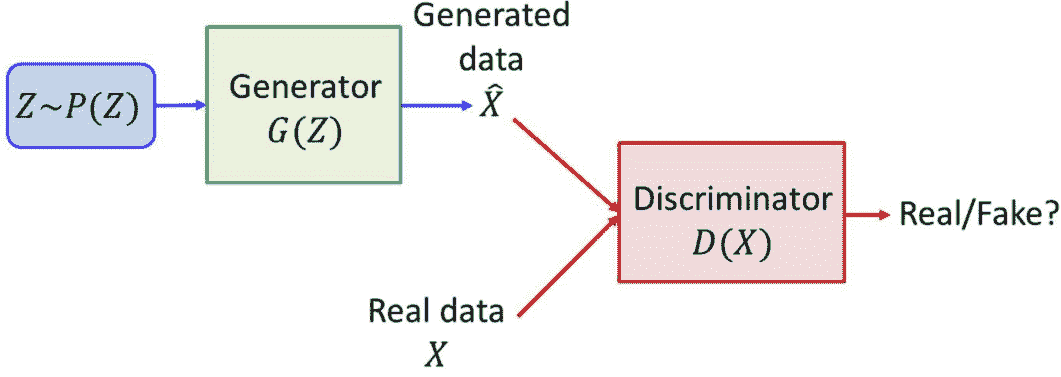 Z~P(Z)
Generator
G(Z)
Generated
data
X̂
Real data
X
Discriminator
D(X)
Real/Fake?